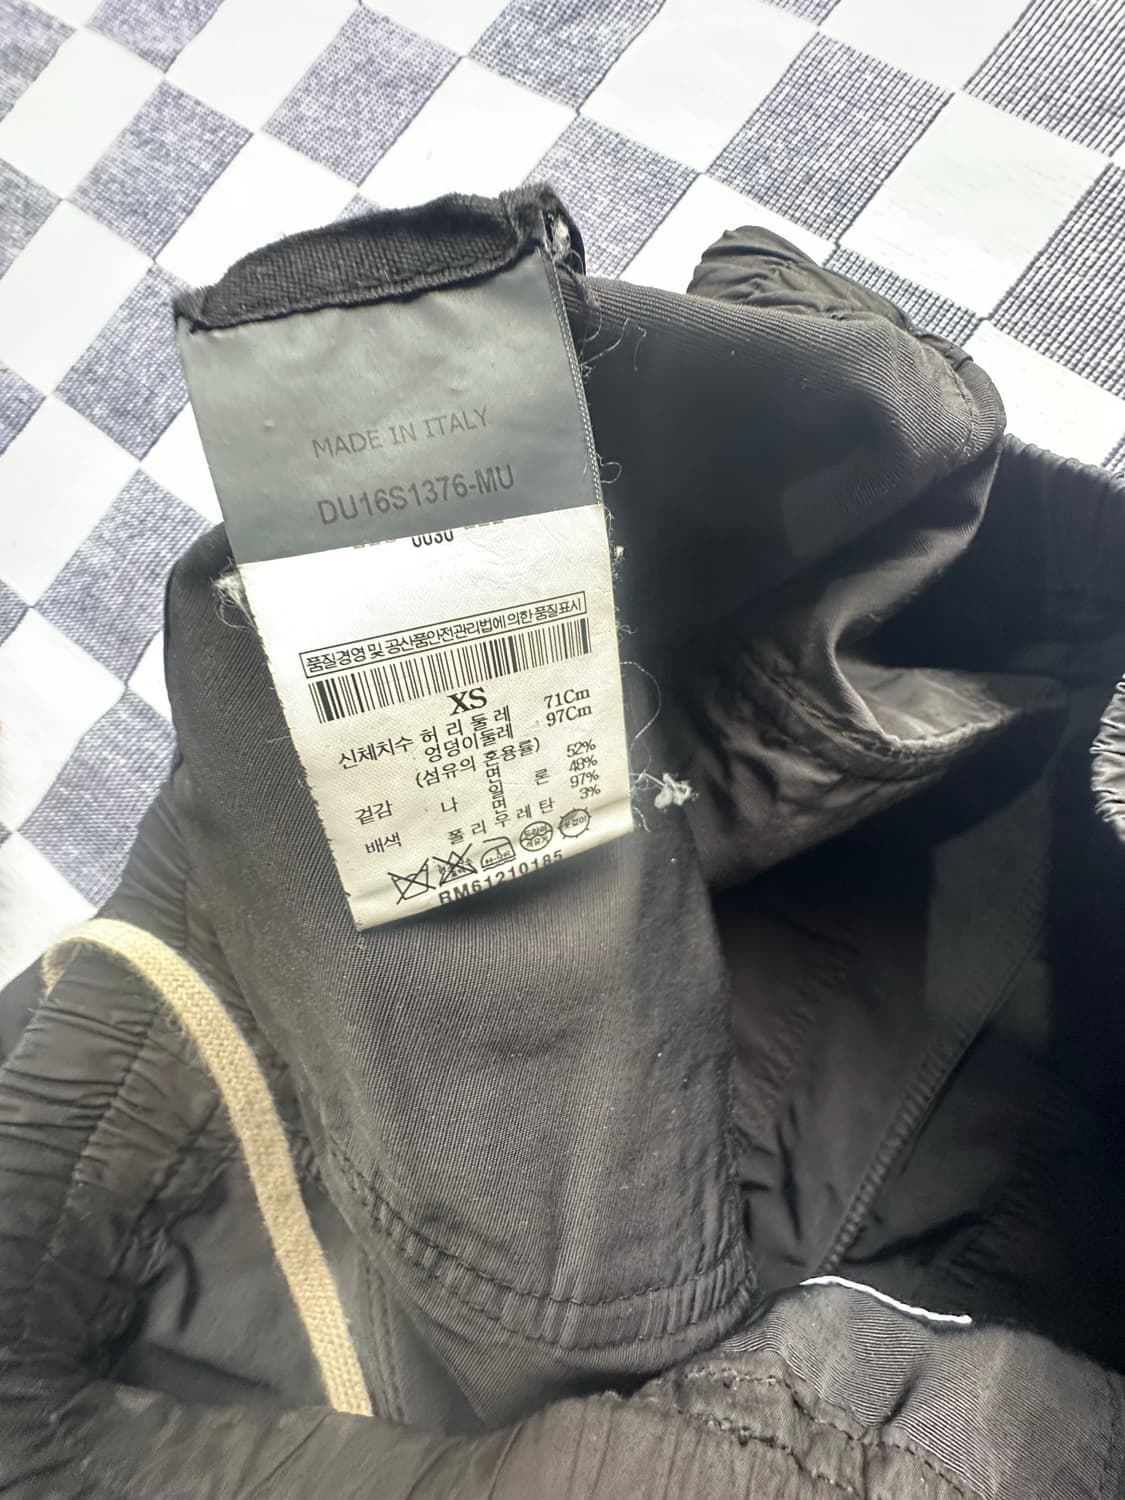 MADE IN ITALY
DU16S1376-MU
0030
품질경영 및 공산품안전관리법에 의한 품질표시
XS
신체치수 허 리 둘 레 71Cm
엉덩이둘레 97Cm
(섬유의 혼용률)
겉감 면 52%
나 일 론 48%
배색 면 97%
폴 리 우 레 탄 3%
RM61210185